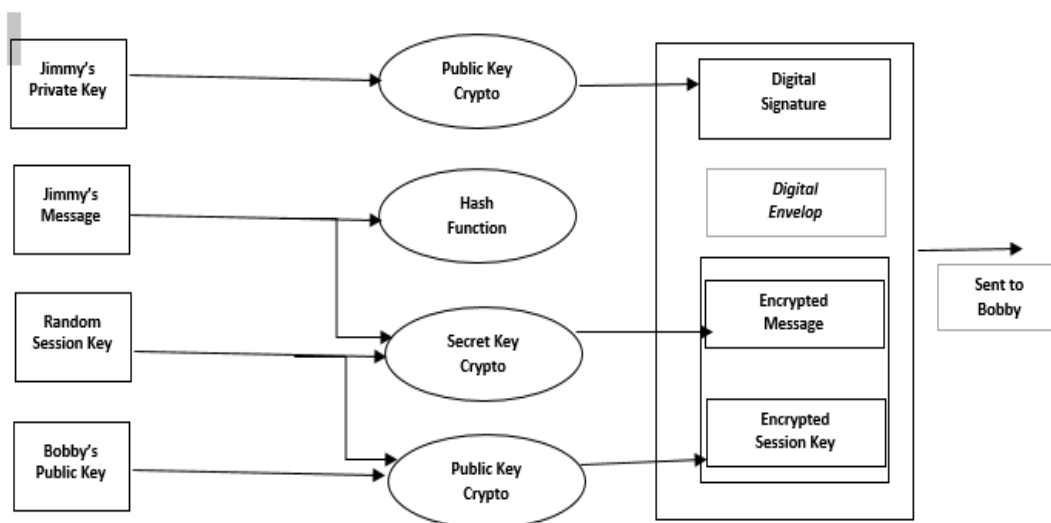 Jimmy's
Private Key
Public Key
Crypto
Digital
Signature
Jimmy's
Message
Hash
Function
Digital
Envelop
Random
Session Key
Secret Key
Crypto
Encrypted
Message
Sent to
Bobby
Bobby's
Public Key
Public Key
Crypto
Encrypted
Session Key